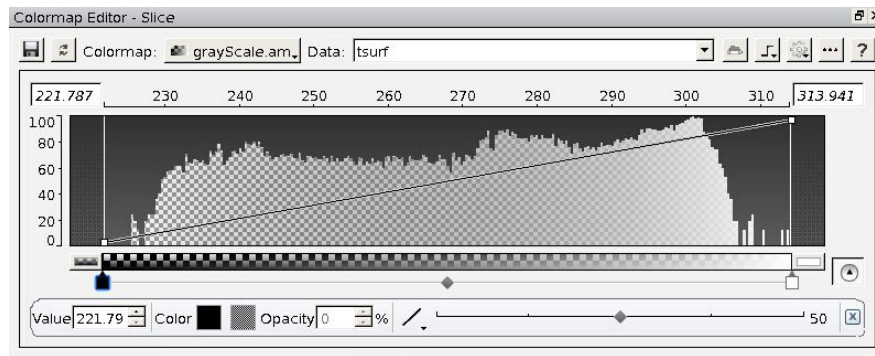 Colormap Editor - Slice
Colormap: grayScale.am Data: tsurf ?
221.787 230 240 250 260 270 280 290 300 310 313.941
100
80
60
40
20
0
Value 221.79 Color Opacity 0 % 50